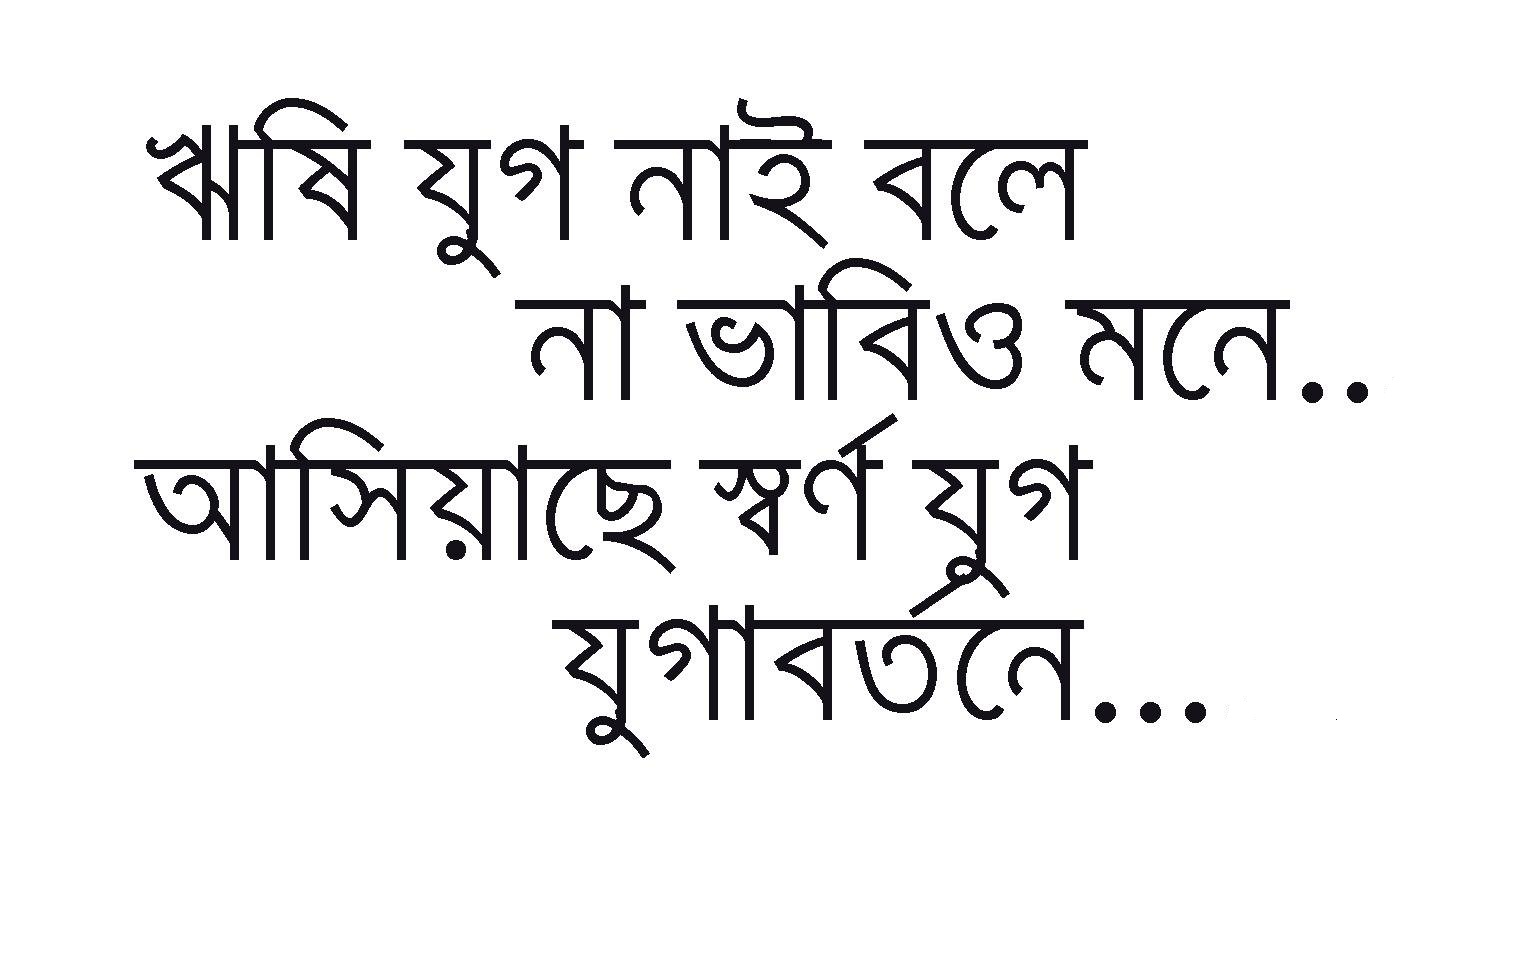 ঋষি যুগ নাই বলে
না ভাবিও মনে..
আসিয়াছে স্বর্ণ যুগ
যুগাবর্তনে...